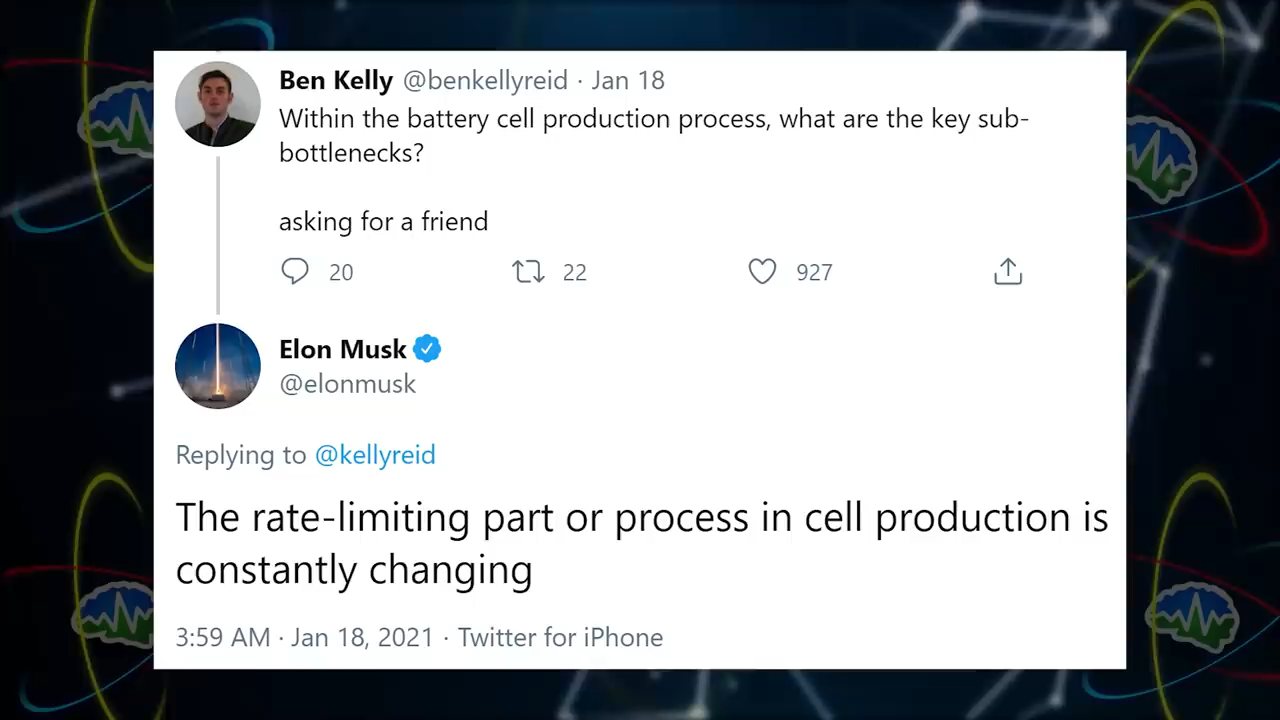 Ben Kelly @benkellyreid · Jan 18
Within the battery cell production process, what are the key sub-
bottlenecks?
asking for a friend
20 22 927
Elon Musk
@elonmusk
Replying to @kellyreid
The rate-limiting part or process in cell production is
constantly changing
3:59 AM · Jan 18, 2021 · Twitter for iPhone